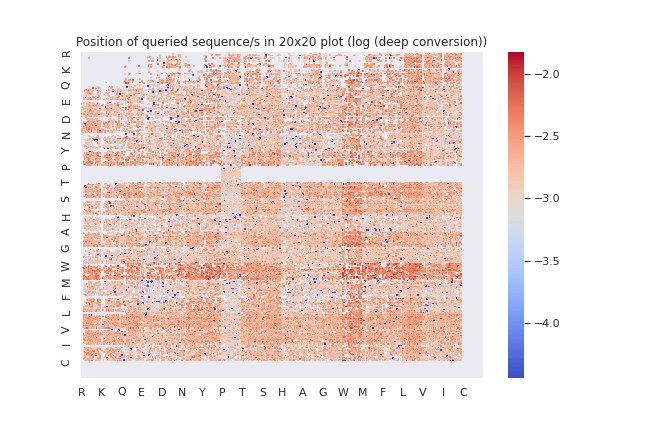 Position of queried sequence/s in 20x20 plot (log (deep conversion))
R
K
Q
E
D
N
Y
P
T
S
H
A
G
W
M
F
L
V
I
C
−2.0
−2.5
−3.0
−3.5
−4.0
R K Q E D N Y P T S H A G W M F L V I C